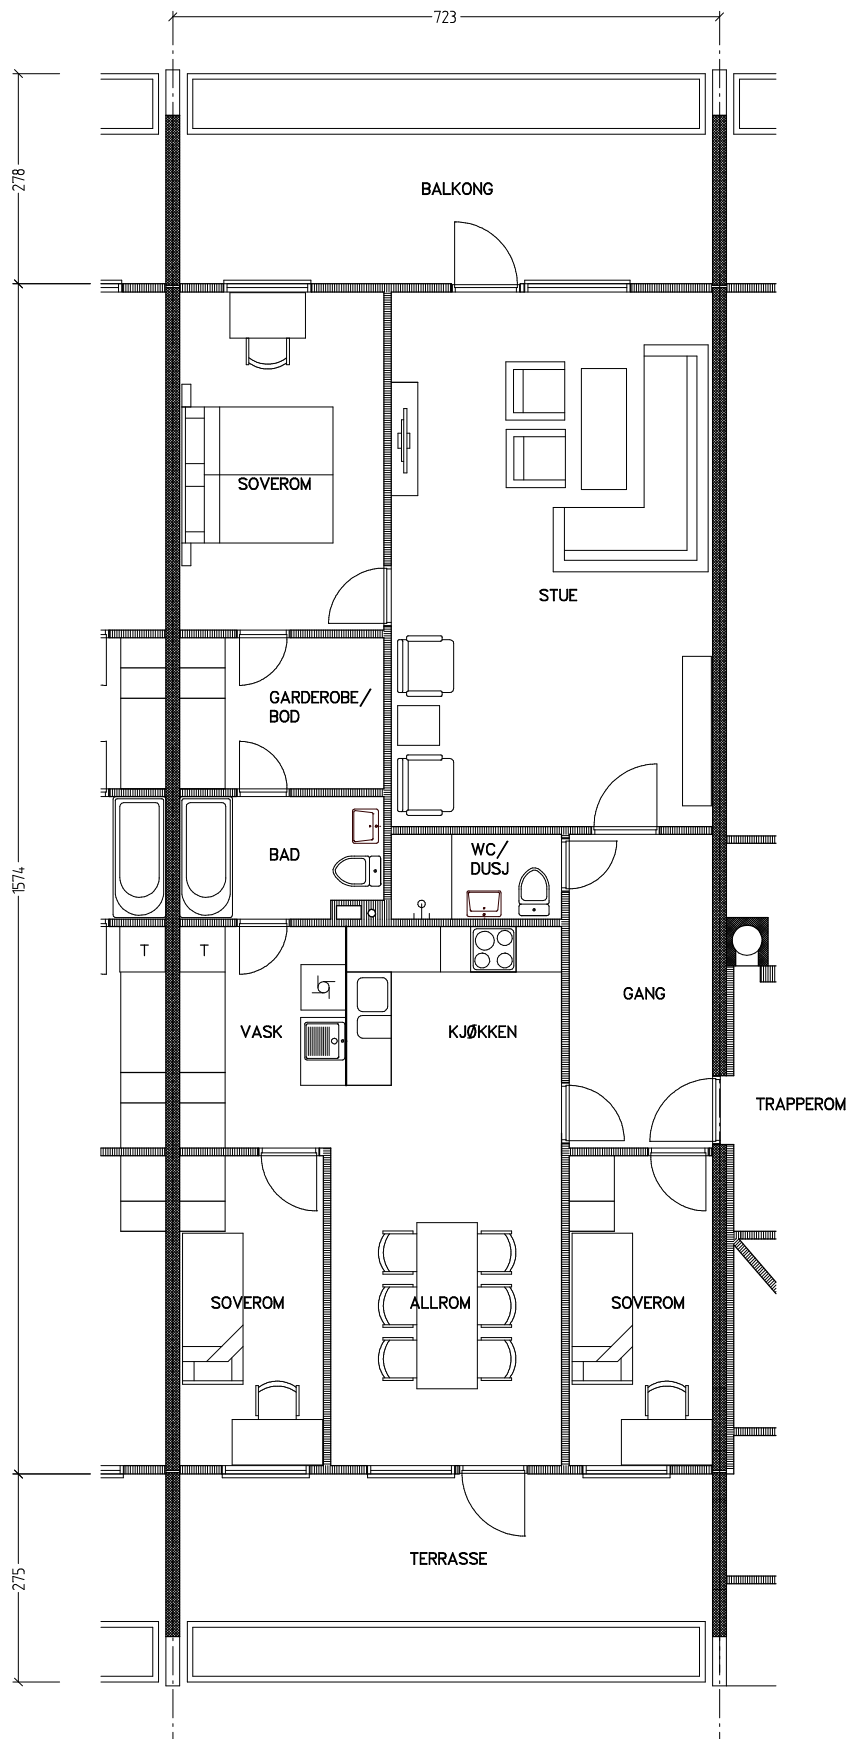 723
278
BALKONG
SOVEROM
STUE
GARDEROBE/
BOD
1574
BAD
WC/
DUSJ
T
T
GANG
VASK
KJØKKEN
TRAPPEROM
SOVEROM
ALLROM
SOVEROM
TERRASSE
275